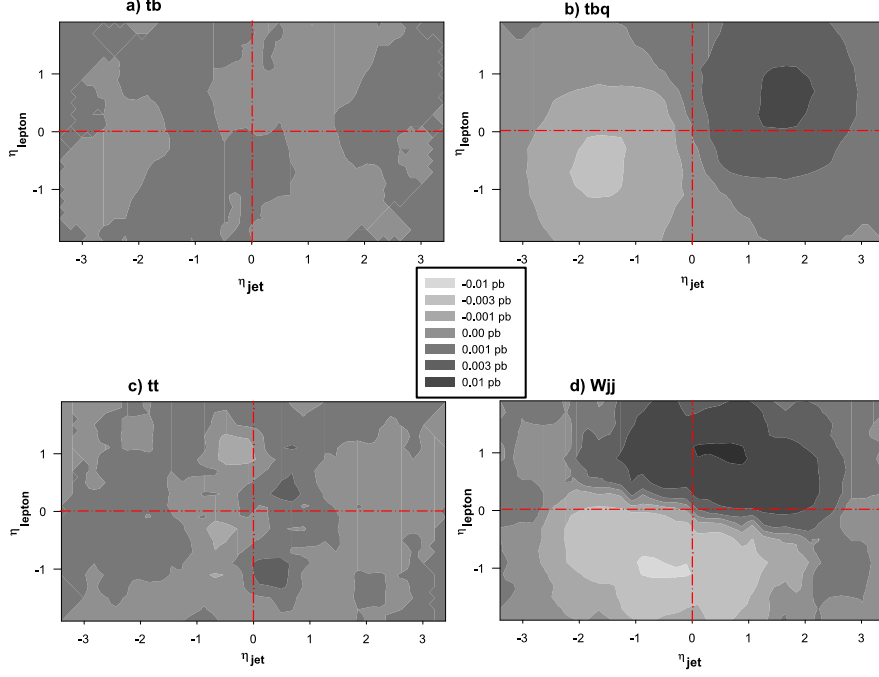 a) tb
b) tbq
1
0
-1
η lepton
-3 -2 -1 0 1 2 3
η jet
1
0
-1
η lepton
-3 -2 -1 0 1 2 3
η jet
-0.01 pb
-0.003 pb
-0.001 pb
0.00 pb
0.001 pb
0.003 pb
0.01 pb
c) tt
d) Wjj
1
0
-1
η lepton
-3 -2 -1 0 1 2 3
η jet
1
0
-1
η lepton
-3 -2 -1 0 1 2 3
η jet